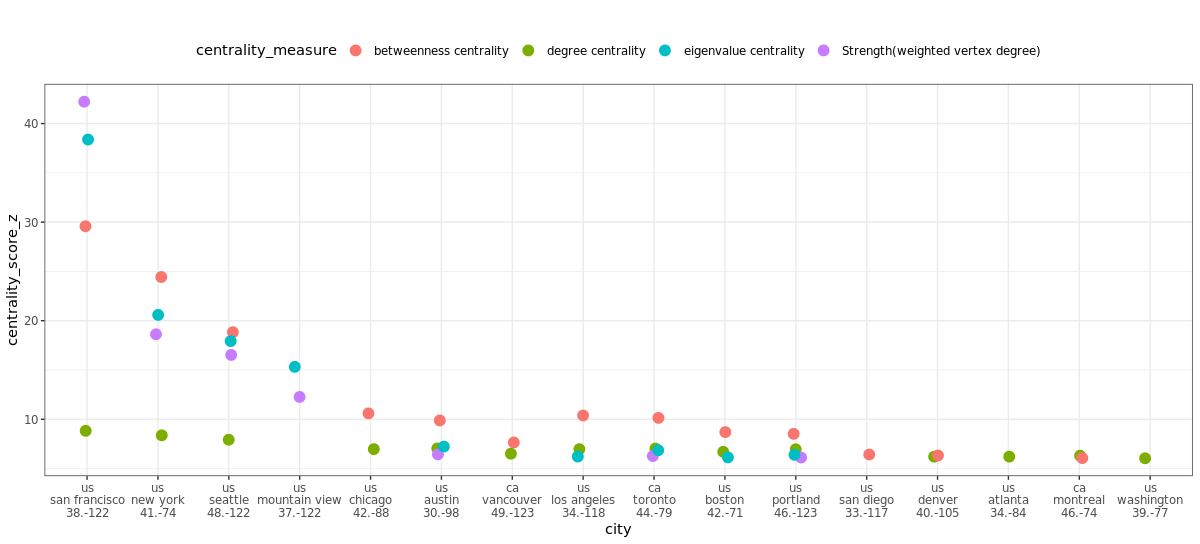 centrality_measure betweenness centrality degree centrality eigenvalue centrality Strength(weighted vertex degree)
centrality_score_z
40
30
20
10
us us us us us us ca us ca us us us us us ca us
san francisco new york seattle mountain view chicago austin vancouver los angeles toronto boston portland san diego denver atlanta montreal washington
38.-122 41.-74 48.-122 37.-122 42.-88 30.-98 49.-123 34.-118 44.-79 42.-71 46.-123 33.-117 40.-105 34.-84 46.-74 39.-77
city